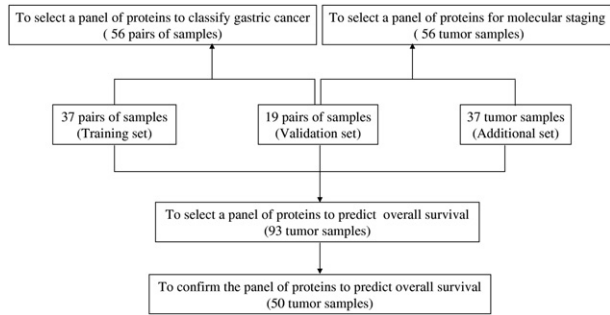 To select a panel of proteins to classify gastric cancer
( 56 pairs of samples)
To select a panel of proteins for molecular staging
( 56 tumor samples)
37 pairs of samples
(Training set)
19 pairs of samples
(Validation set)
37 tumor samples
(Additional set)
To select a panel of proteins to predict overall survival
(93 tumor samples)
To confirm the panel of proteins to predict overall survival
(50 tumor samples)